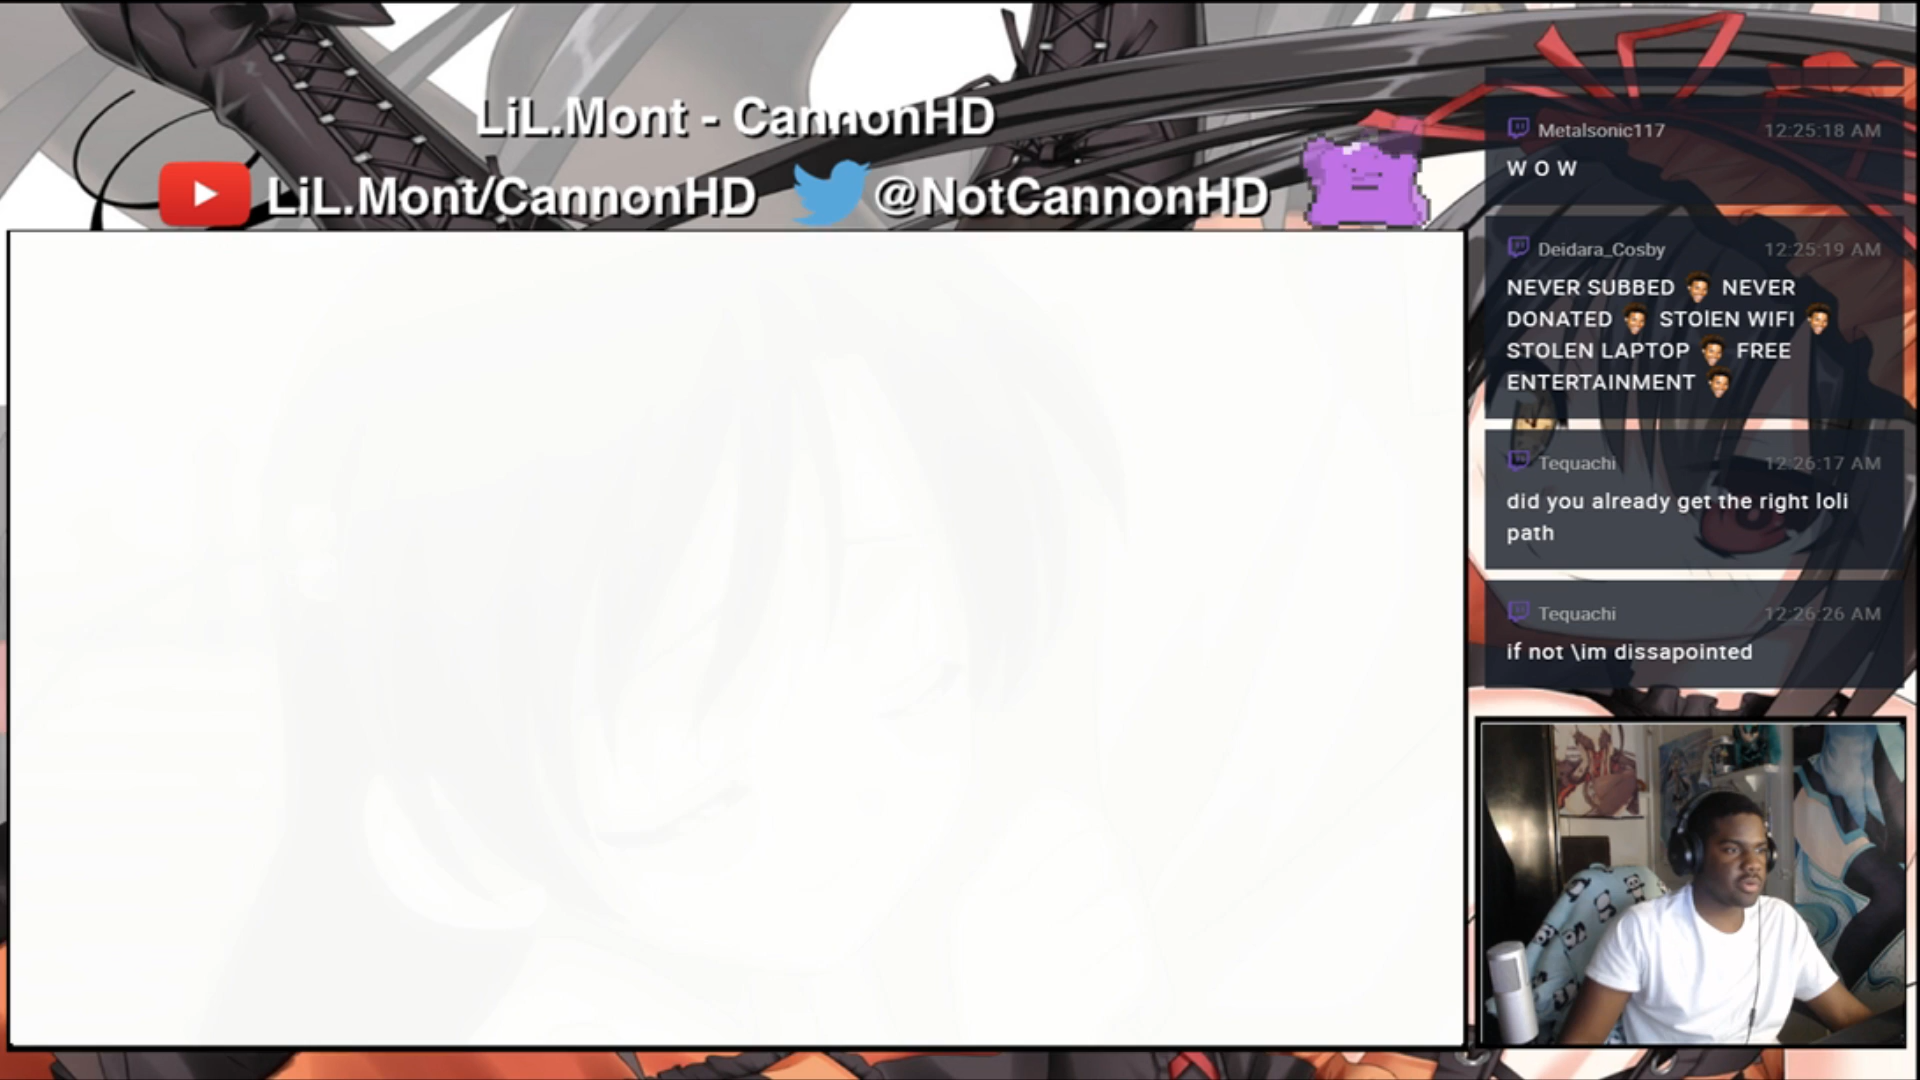 LiL.Mont - CannonHD
LiL.Mont/CannonHD @NotCannonHD
Metalsonic117 12:25:18 AM
W O W
Deidara_Cosby 12:25:19 AM
NEVER SUBBED NEVER
DONATED STOlEN WIFI
STOLEN LAPTOP FREE
ENTERTAINMENT
Tequachi 12:26:17 AM
did you already get the right loli
path
Tequachi 12:26:26 AM
if not \im dissapointed